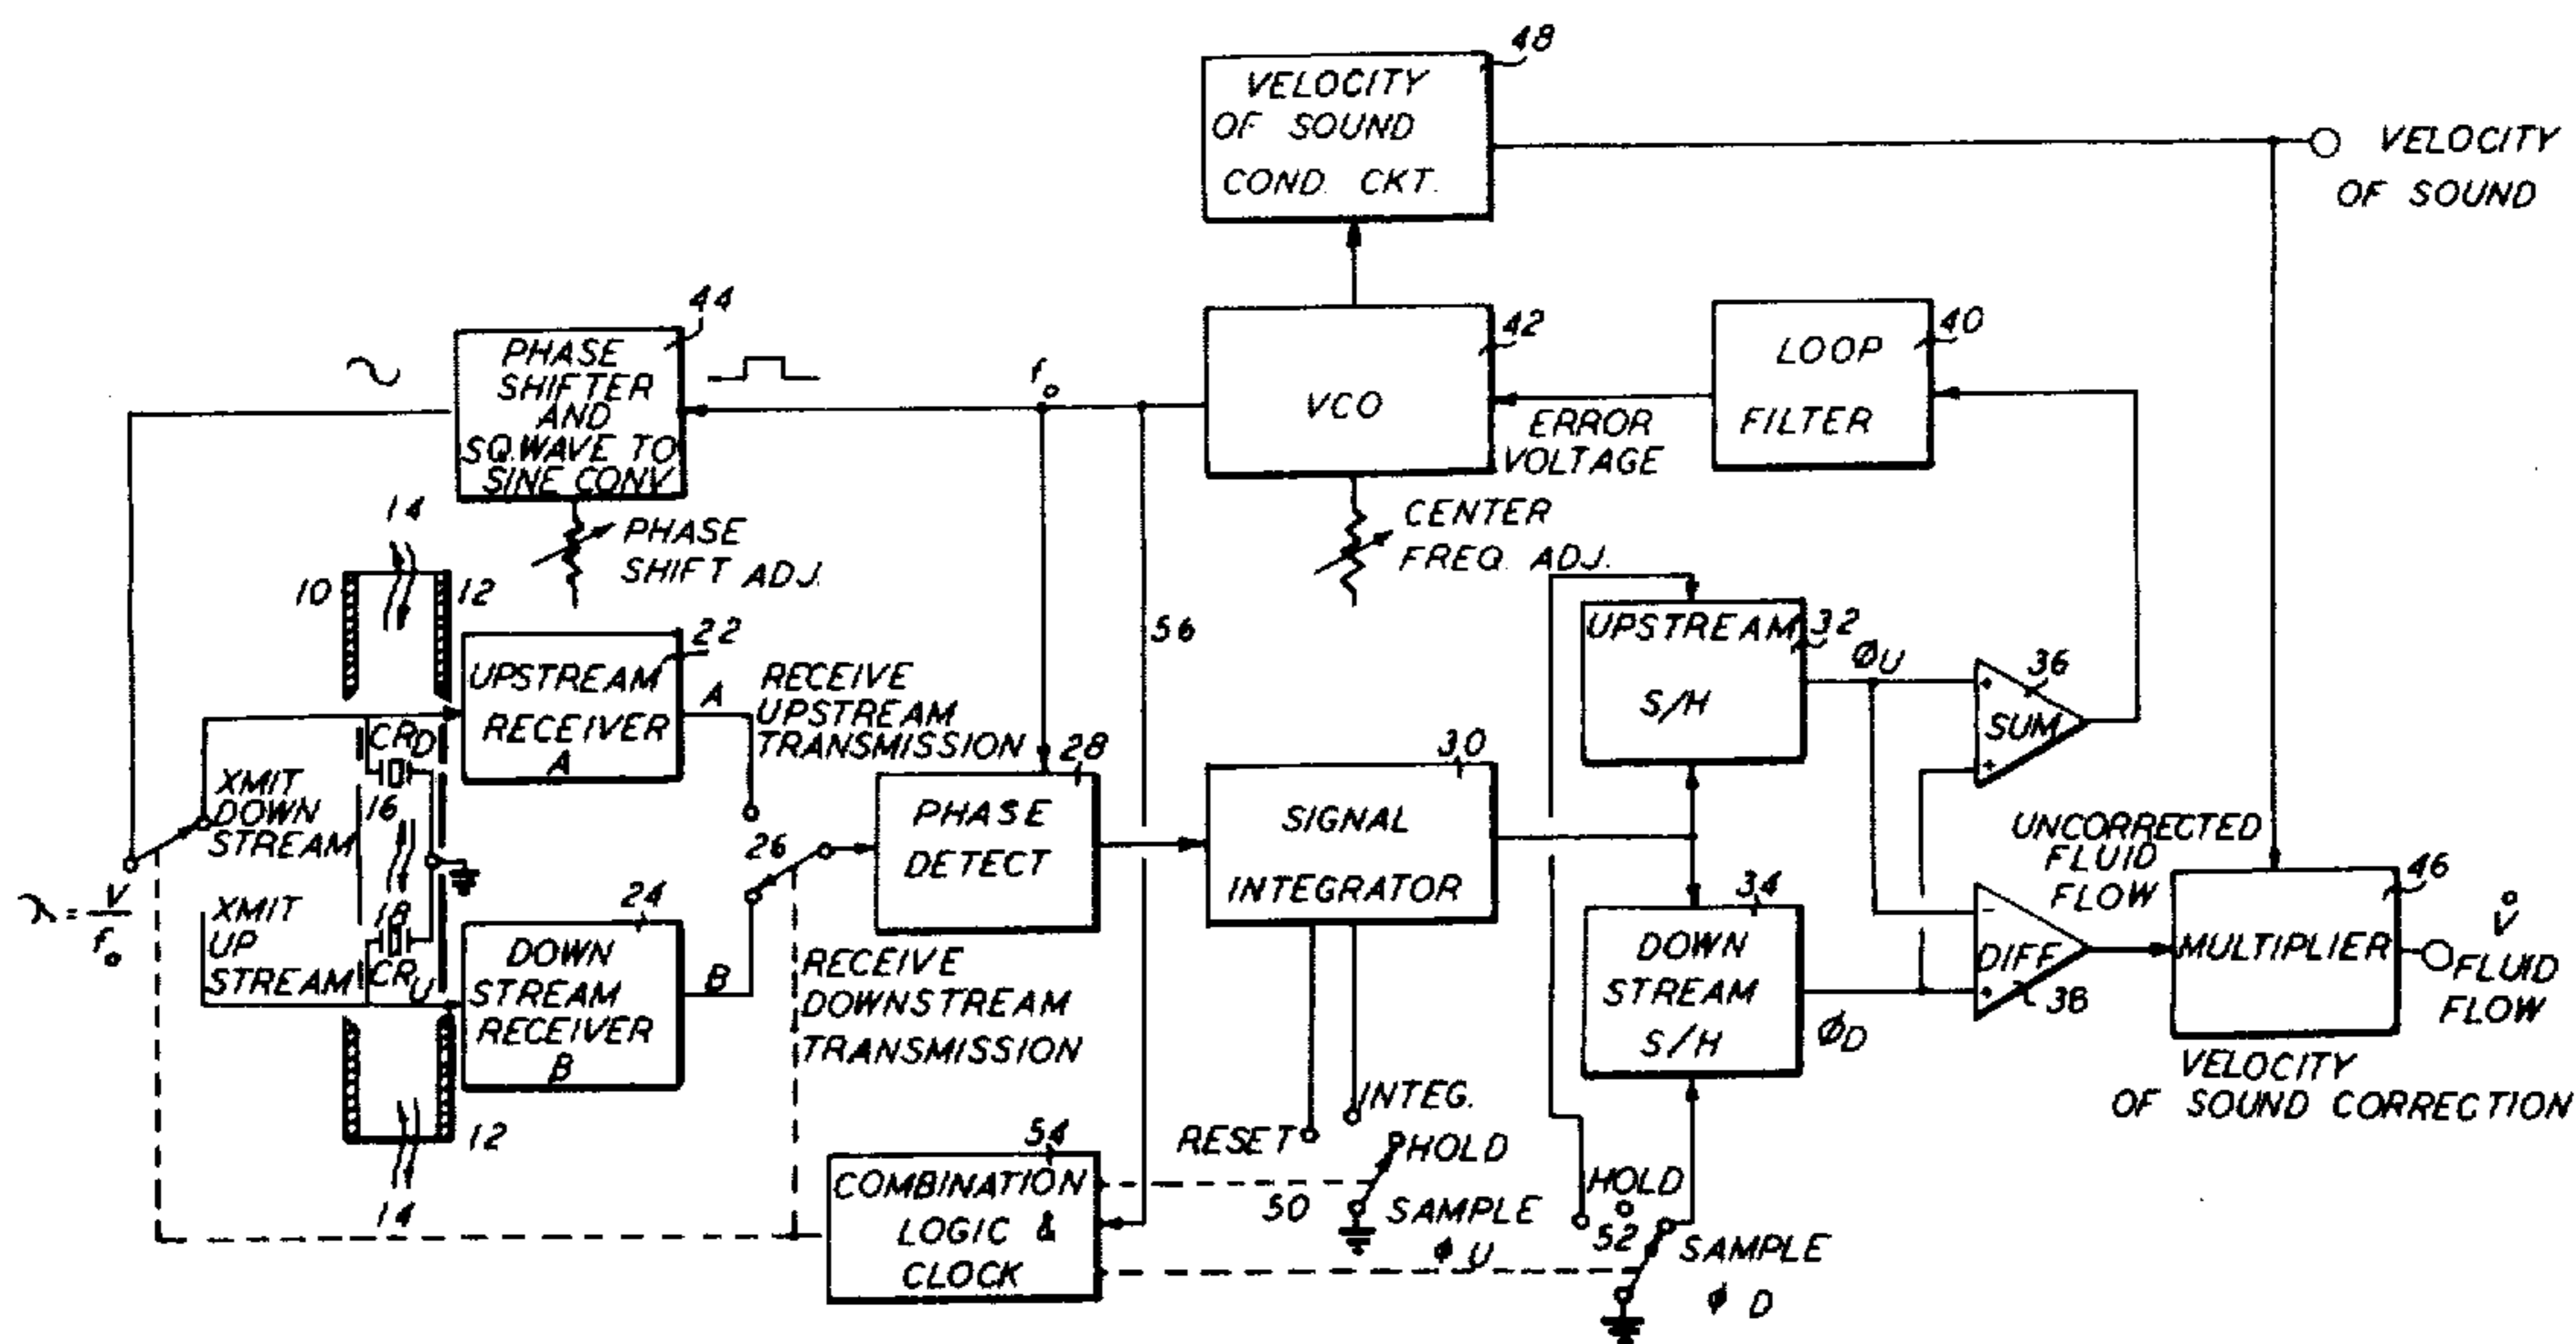 48
VELOCITY
OF SOUND
COND. CKT.
VELOCITY
OF SOUND
44
PHASE
SHIFTER
AND
SQ.WAVE TO
SINE CONV
PHASE
SHIFT ADJ.
f₀
42
VCO
ERROR
VOLTAGE
CENTER
FREQ. ADJ.
40
LOOP
FILTER
14
10
12
22
UPSTREAM
RECEIVER
A
A
RECEIVE
UPSTREAM
TRANSMISSION
56
28
PHASE
DETECT
30
SIGNAL
INTEGRATOR
UPSTREAM
S/H
32
ϕU
36
SUM
+
+
XMIT
DOWN
STREAM
CRD
16
26
λ = V/f₀
XMIT
UP
STREAM
18
CRU
24
DOWN
STREAM
RECEIVER
B
B
RECEIVE
DOWNSTREAM
TRANSMISSION
34
DOWN
STREAM
S/H
ϕD
UNCORRECTED
FLUID
FLOW
-
DIFF
+
38
46
MULTIPLIER
V̊
FLUID
FLOW
VELOCITY
OF SOUND CORRECTION
12
14
54
COMBINATION
LOGIC &
CLOCK
RESET
INTEG.
HOLD
50
SAMPLE
ϕ U
HOLD
52
SAMPLE
ϕ D